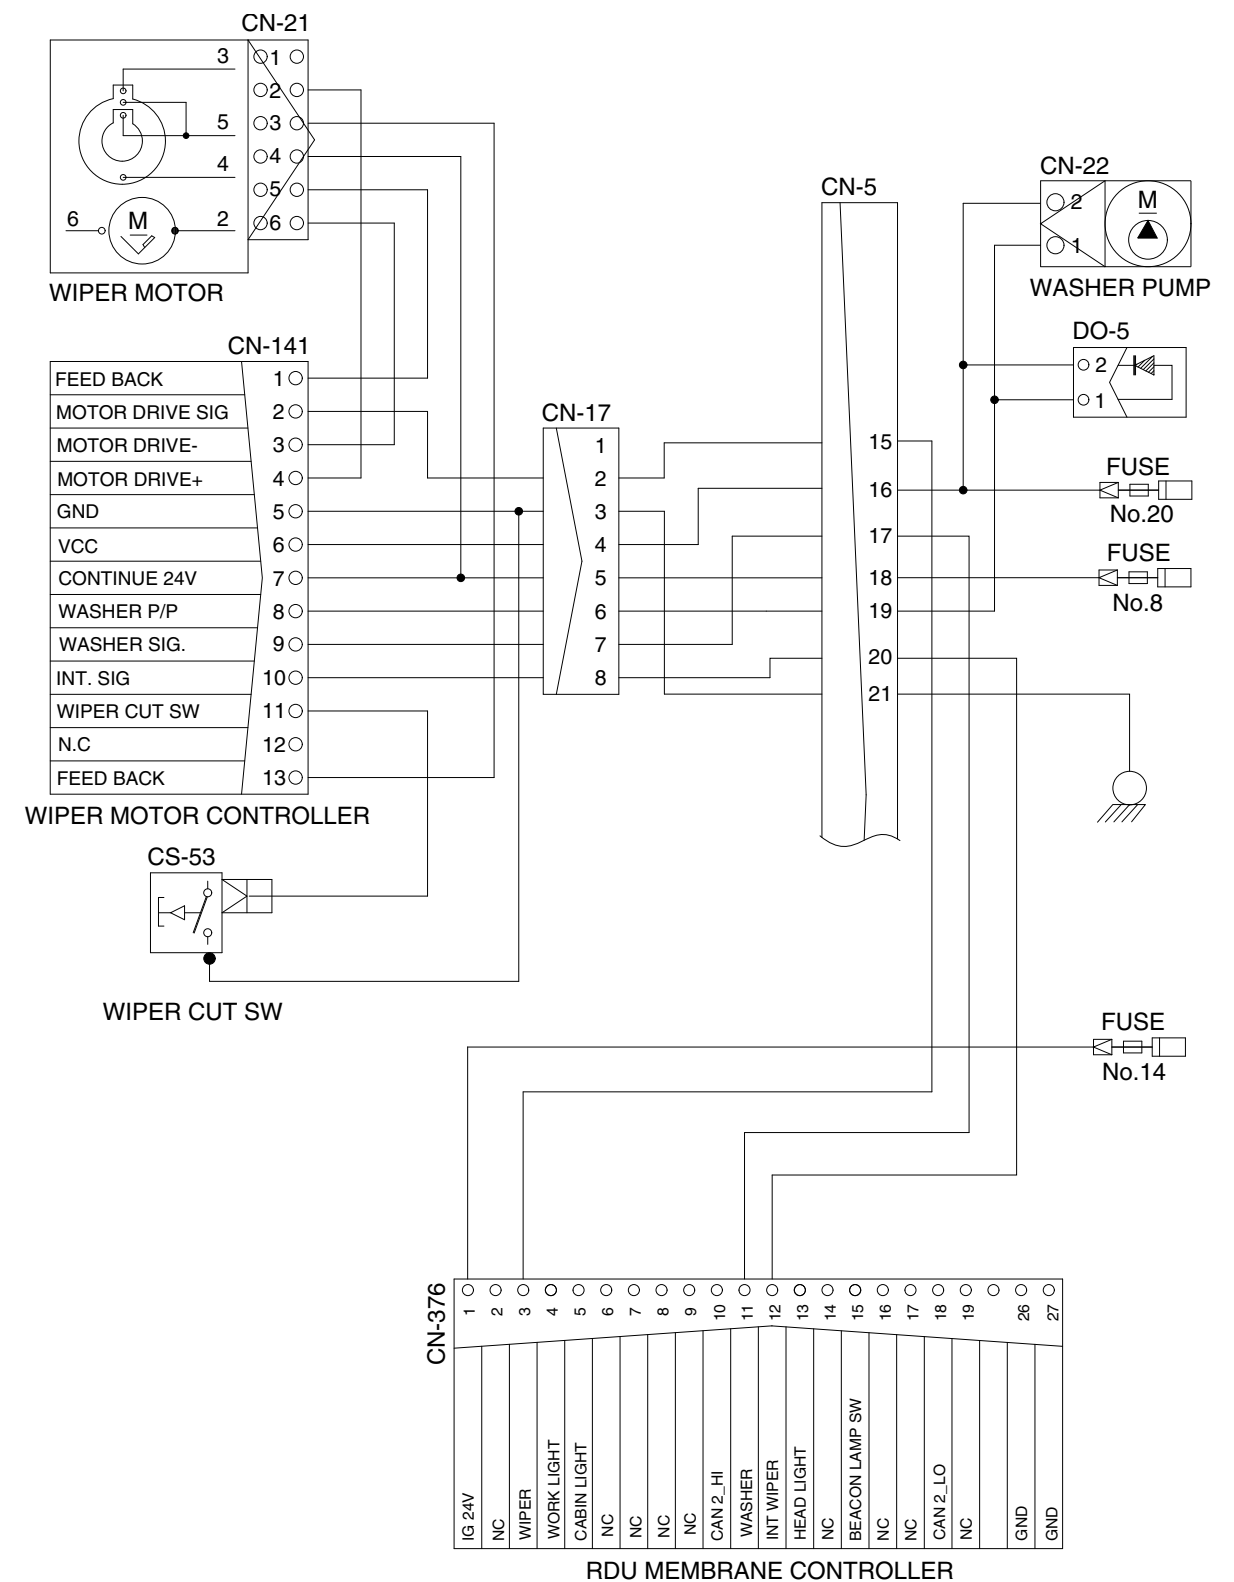 CN-21
3
5
4
6
M
2
1
2
3
4
5
6
WIPER MOTOR
CN-141
FEED BACK 1
MOTOR DRIVE SIG 2
MOTOR DRIVE- 3
MOTOR DRIVE+ 4
GND 5
VCC 6
CONTINUE 24V 7
WASHER P/P 8
WASHER SIG. 9
INT. SIG 10
WIPER CUT SW 11
N.C 12
FEED BACK 13
WIPER MOTOR CONTROLLER
CS-53
WIPER CUT SW
CN-17
1
2
3
4
5
6
7
8
CN-5
15
16
17
18
19
20
21
CN-22
2
1
M
WASHER PUMP
DO-5
2
1
FUSE
No.20
FUSE
No.8
FUSE
No.14
CN-376
1 IG 24V
2 NC
3 WIPER
4 WORK LIGHT
5 CABIN LIGHT
6 NC
7 NC
8 NC
9 NC
10 CAN 2_HI
11 WASHER
12 INT WIPER
13 HEAD LIGHT
14 NC
15 BEACON LAMP SW
16 NC
17 NC
18 CAN 2_LO
19 NC
26 GND
27 GND
RDU MEMBRANE CONTROLLER